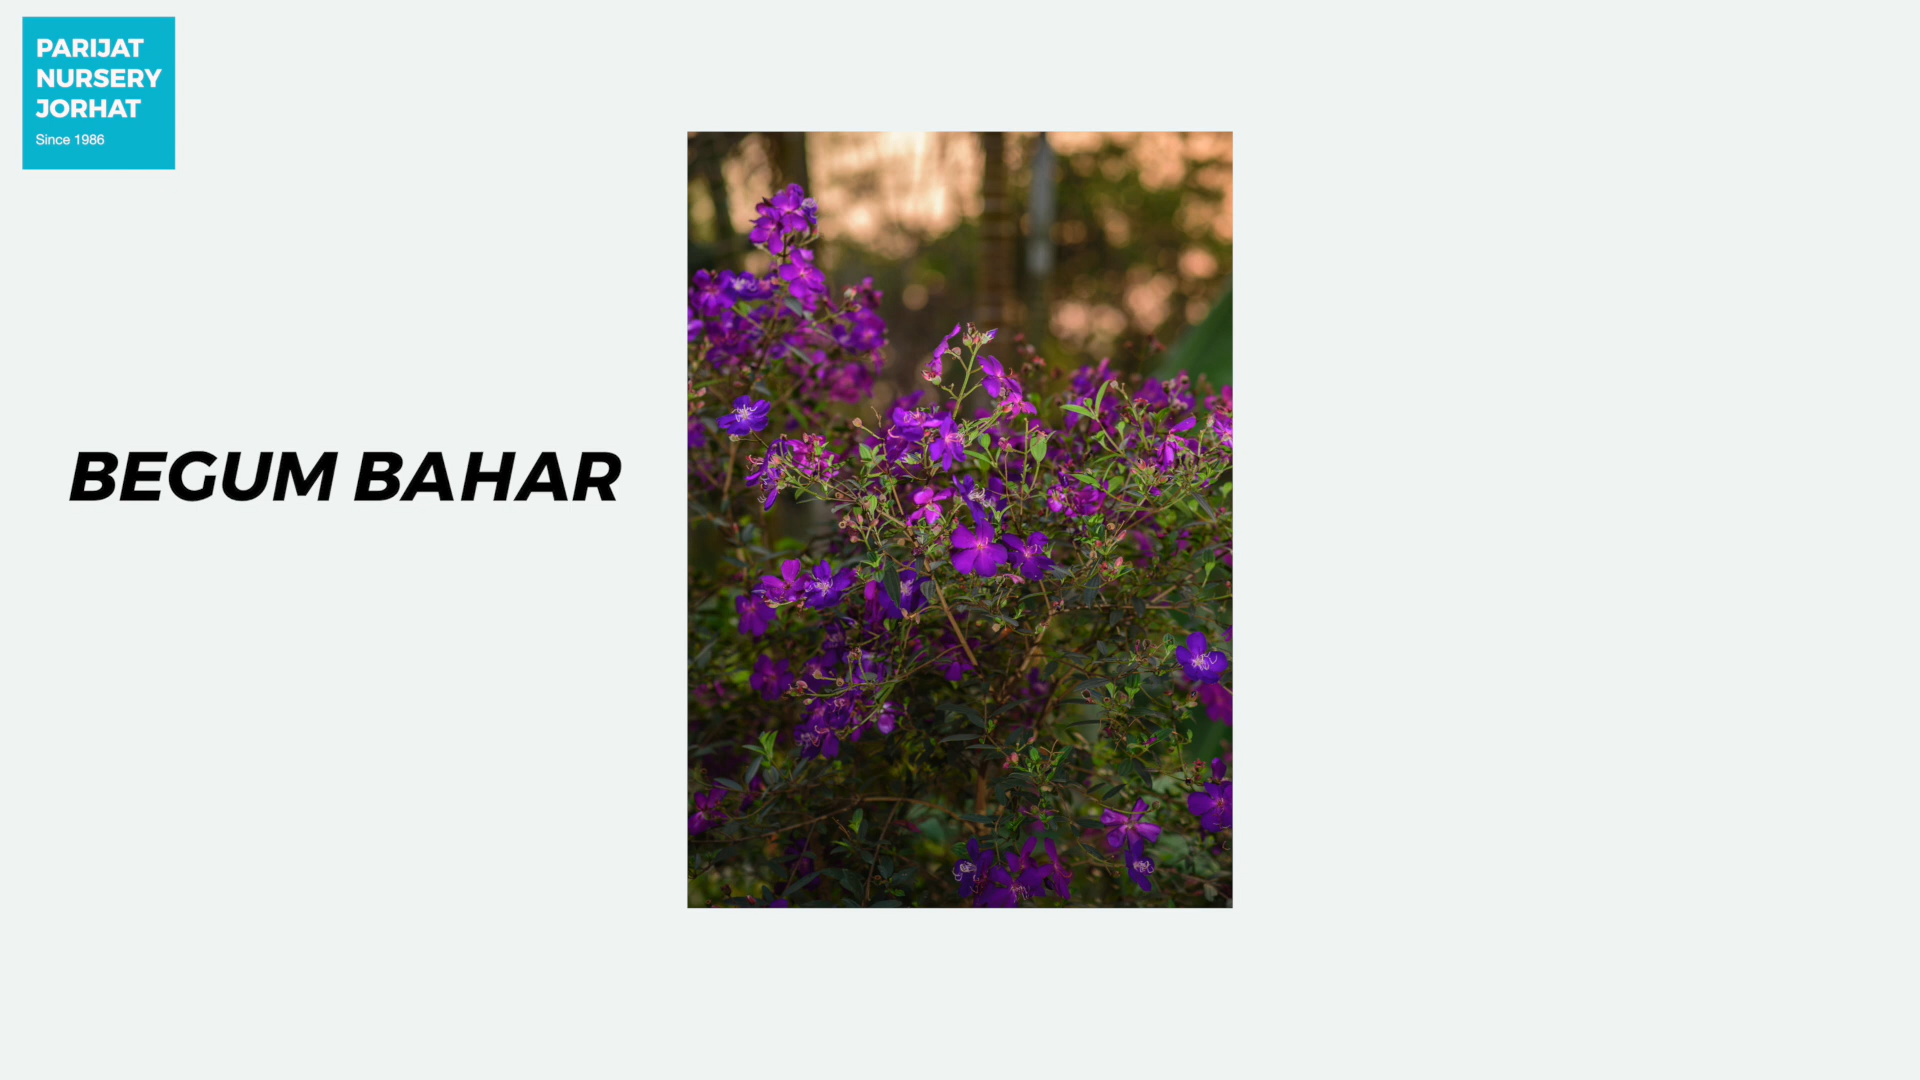 PARIJAT
NURSERY
JORHAT
Since 1986
BEGUM BAHAR